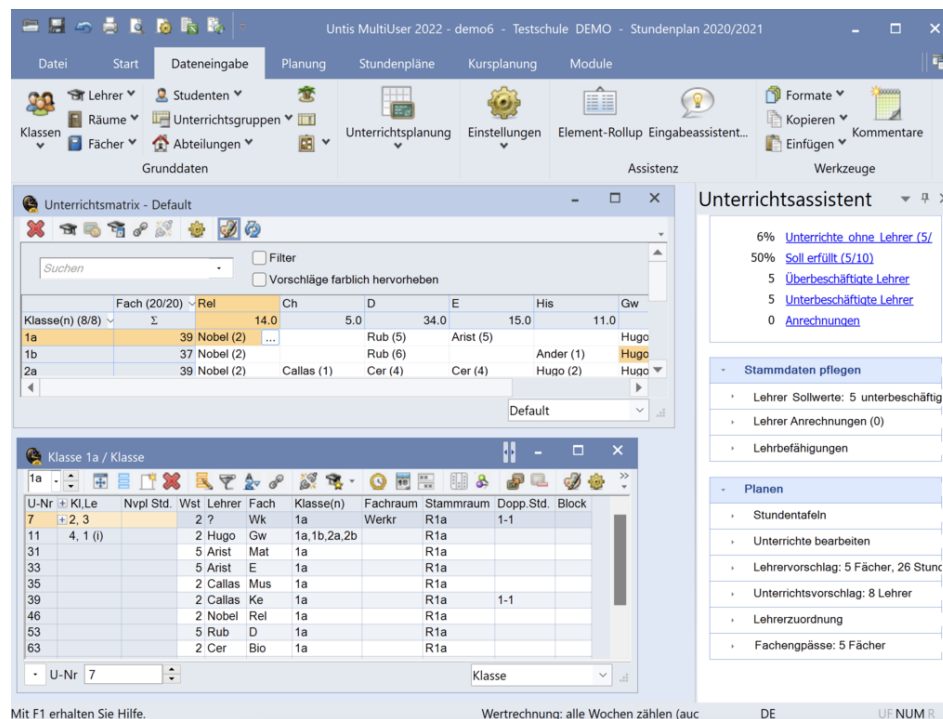 Untis MultiUser 2022 - demo6 - Testschule DEMO - Stundenplan 2020/2021
Datei Start Dateneingabe Planung Stundenpläne Kursplanung Module
Klassen
Lehrer
Räume
Fächer
Studenten
Unterrichtsgruppen
Abteilungen
Grunddaten
Unterrichtsplanung
Einstellungen
Element-Rollup
Eingabeassistent...
Assistenz
Formate
Kopieren
Einfügen
Kommentare
Werkzeuge
Unterrichtsmatrix - Default
Suchen
Filter
Vorschläge farblich hervorheben
Fach (20/20) Rel Ch D E His Gw
Klasse(n) (8/8) Σ 14.0 5.0 34.0 15.0 11.0
1a 39 Nobel (2) ... Rub (5) Arist (5) Hugo
1b 37 Nobel (2) Rub (6) Ander (1) Hugo
2a 39 Nobel (2) Callas (1) Cer (4) Cer (4) Hugo (2) Hugo
Default
Klasse 1a / Klasse
1a
U-Nr Kl,Le Nvpl Std. Wst Lehrer Fach Klasse(n) Fachraum Stammraum Dopp.Std. Block
7 2, 3 2 ? Wk 1a Werkr R1a 1-1
11 4, 1 (i) 2 Hugo Gw 1a,1b,2a,2b R1a
31 5 Arist Mat 1a R1a
33 5 Arist E 1a R1a
35 2 Callas Mus 1a R1a
39 2 Callas Ke 1a R1a 1-1
46 2 Nobel Rel 1a R1a
53 5 Rub D 1a R1a
63 2 Cer Bio 1a R1a
U-Nr 7
Klasse
Unterrichtsassistent
6% Unterrichte ohne Lehrer (5/
50% Soll erfüllt (5/10)
5 Überbeschäftigte Lehrer
5 Unterbeschäftigte Lehrer
0 Anrechnungen
Stammdaten pflegen
Lehrer Sollwerte: 5 unterbeschäftig
Lehrer Anrechnungen (0)
Lehrbefähigungen
Planen
Stundentafeln
Unterrichte bearbeiten
Lehrervorschlag: 5 Fächer, 26 Stund
Unterrichtsvorschlag: 8 Lehrer
Lehrerzuordnung
Fachengpässe: 5 Fächer
Mit F1 erhalten Sie Hilfe. Wertrechnung: alle Wochen zählen (auc DE UF NUM R